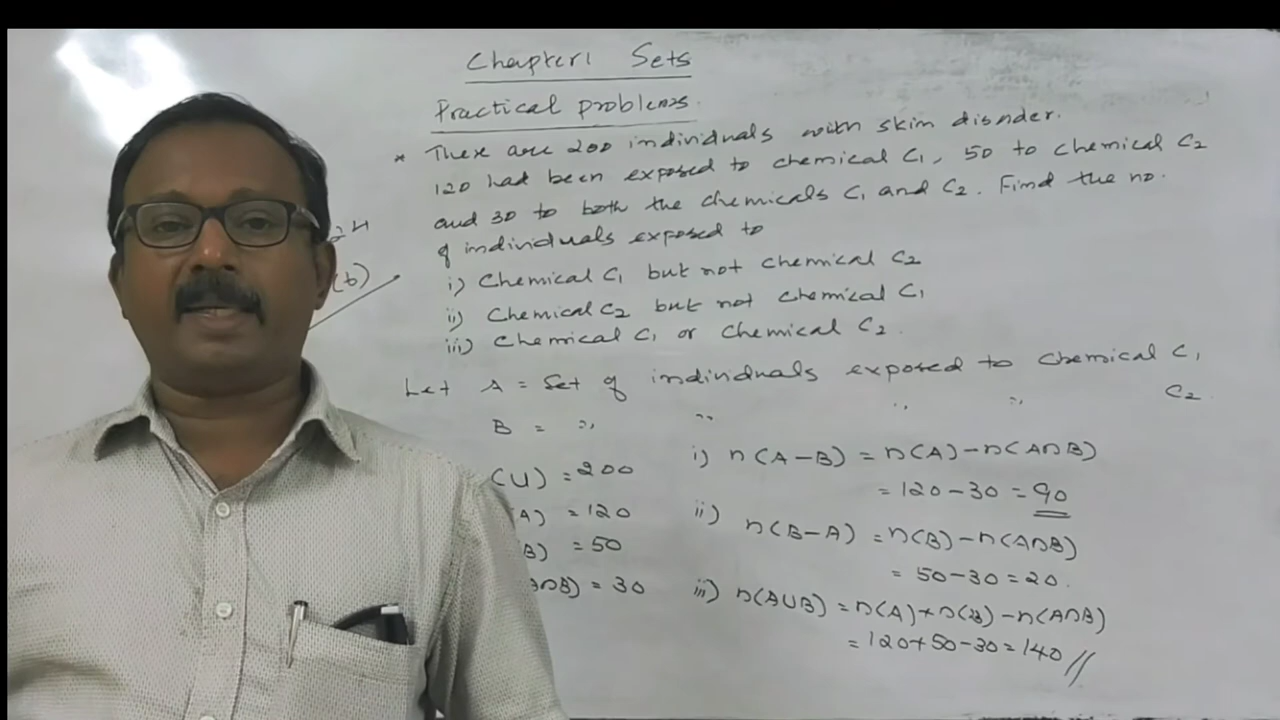 Chapter 1 Sets
Practical problems.
* There are 200 individuals with skin disorder.
120 had been exposed to chemical C₁, 50 to chemical C₂
and 30 to both the chemicals C₁ and C₂. Find the no.
of individuals exposed to
i) Chemical C₁ but not chemical C₂
ii) Chemical C₂ but not chemical C₁
iii) Chemical C₁ or chemical C₂.
24
(b)
Let A = Set of individuals exposed to chemical C₁
B = ,, ,, ,, ,, C₂
(U) = 200
A) = 120
B) = 50
A∩B) = 30
i) n(A-B) = n(A) - n(A∩B)
= 120-30 = 90
ii) n(B-A) = n(B) - n(A∩B)
= 50-30 = 20.
iii) n(A∪B) = n(A) + n(B) - n(A∩B)
= 120+50-30 = 140 //